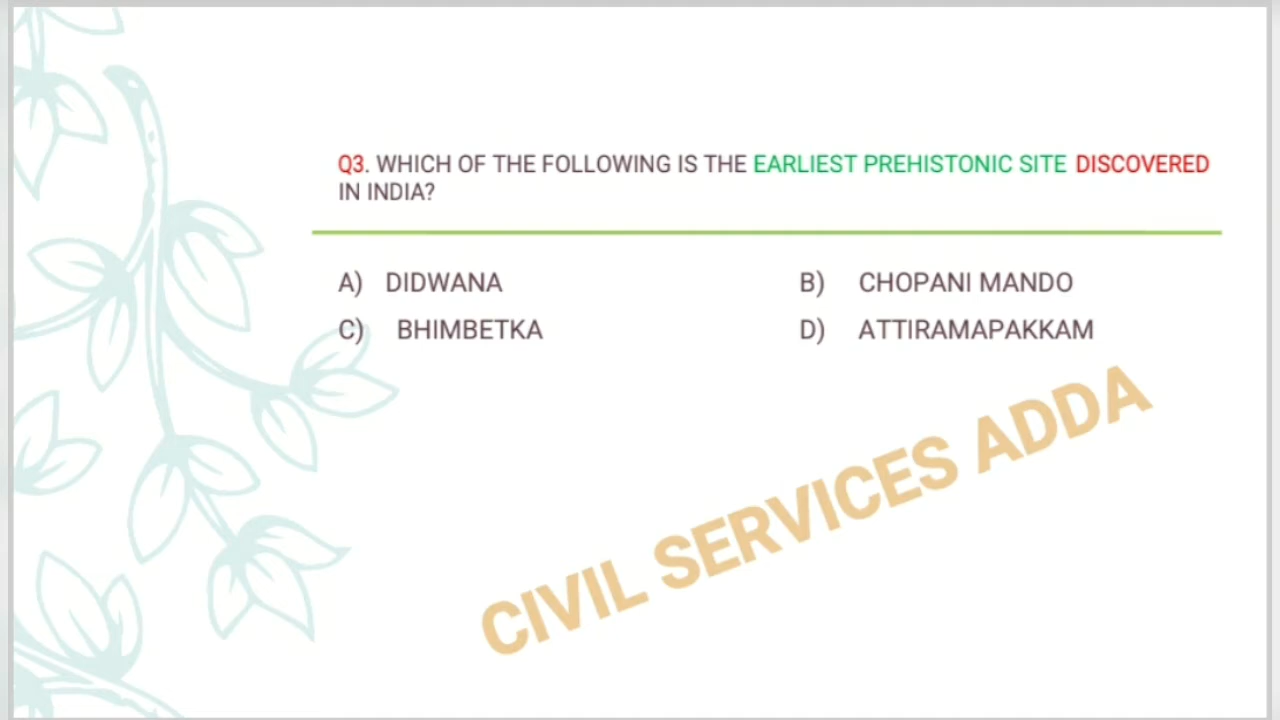 Q3. WHICH OF THE FOLLOWING IS THE EARLIEST PREHISTONIC SITE DISCOVERED
IN INDIA?
A) DIDWANA B) CHOPANI MANDO
C) BHIMBETKA D) ATTIRAMAPAKKAM
CIVIL SERVICES ADDA